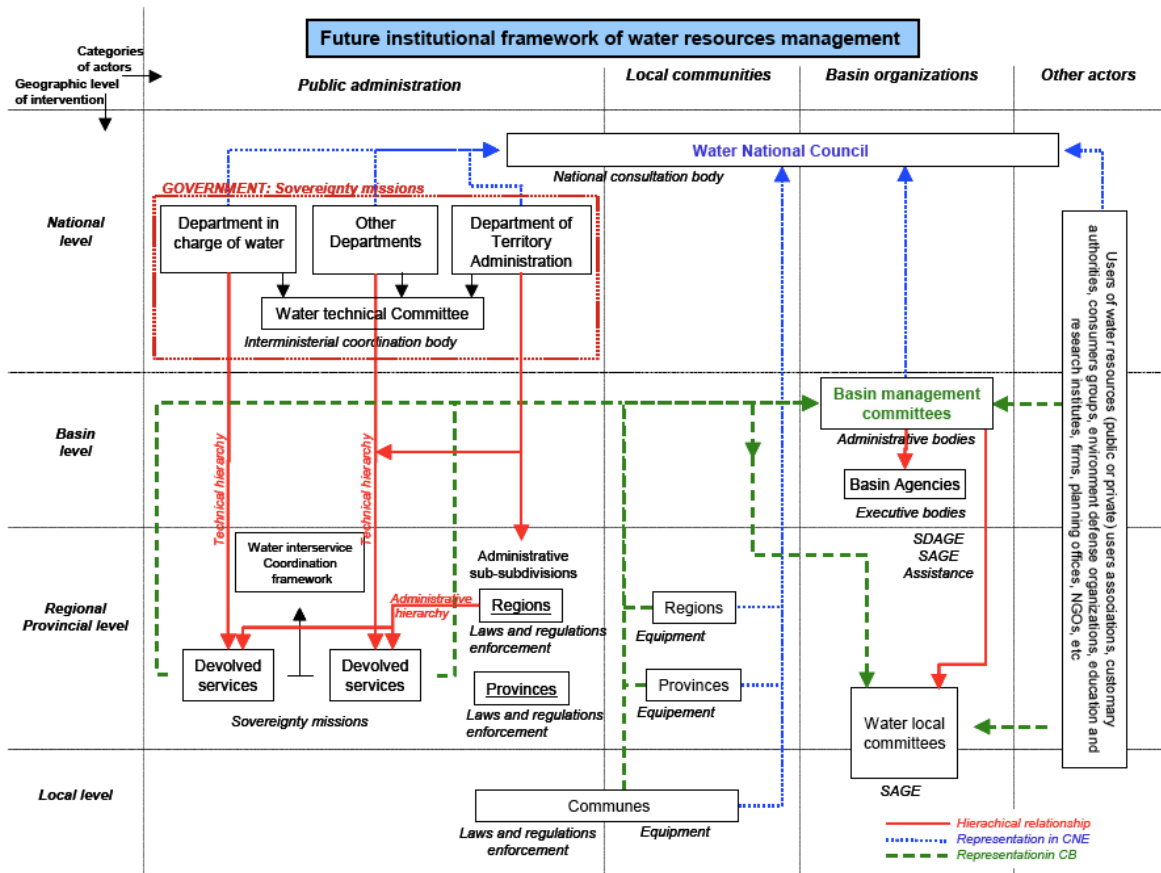 Future institutional framework of water resources management
Categories
of actors
Geographic level
of intervention
Public administration
Local communities
Basin organizations
Other actors
Water National Council
National consultation body
GOVERNMENT: Sovereignty missions
National
level
Department in
charge of water
Other
Departments
Department of
Territory
Administration
Water technical Committee
Interministerial coordination body
Users of water resources (public or private) users associations, customary
authorities, consumers groups, environment defense organizations, education and
research institutes, firms, planning offices, NGOs, etc
Basin
level
Technical hierarchy
Technical hierarchy
Basin management
committees
Administrative bodies
Basin Agencies
Executive bodies
SDAGE
SAGE
Assistance
Regional
Provincial level
Water interservice
Coordination
framework
Administrative
sub-subdivisions
Administrative
hierarchy
Regions
Laws and regulations
enforcement
Regions
Equipment
Devolved
services
Devolved
services
Sovereignty missions
Provinces
Laws and regulations
enforcement
Provinces
Equipement
Water local
committees
SAGE
Local level
Communes
Laws and regulations
enforcement
Equipment
Hierachical relationship
Representation in CNE
Representationin CB